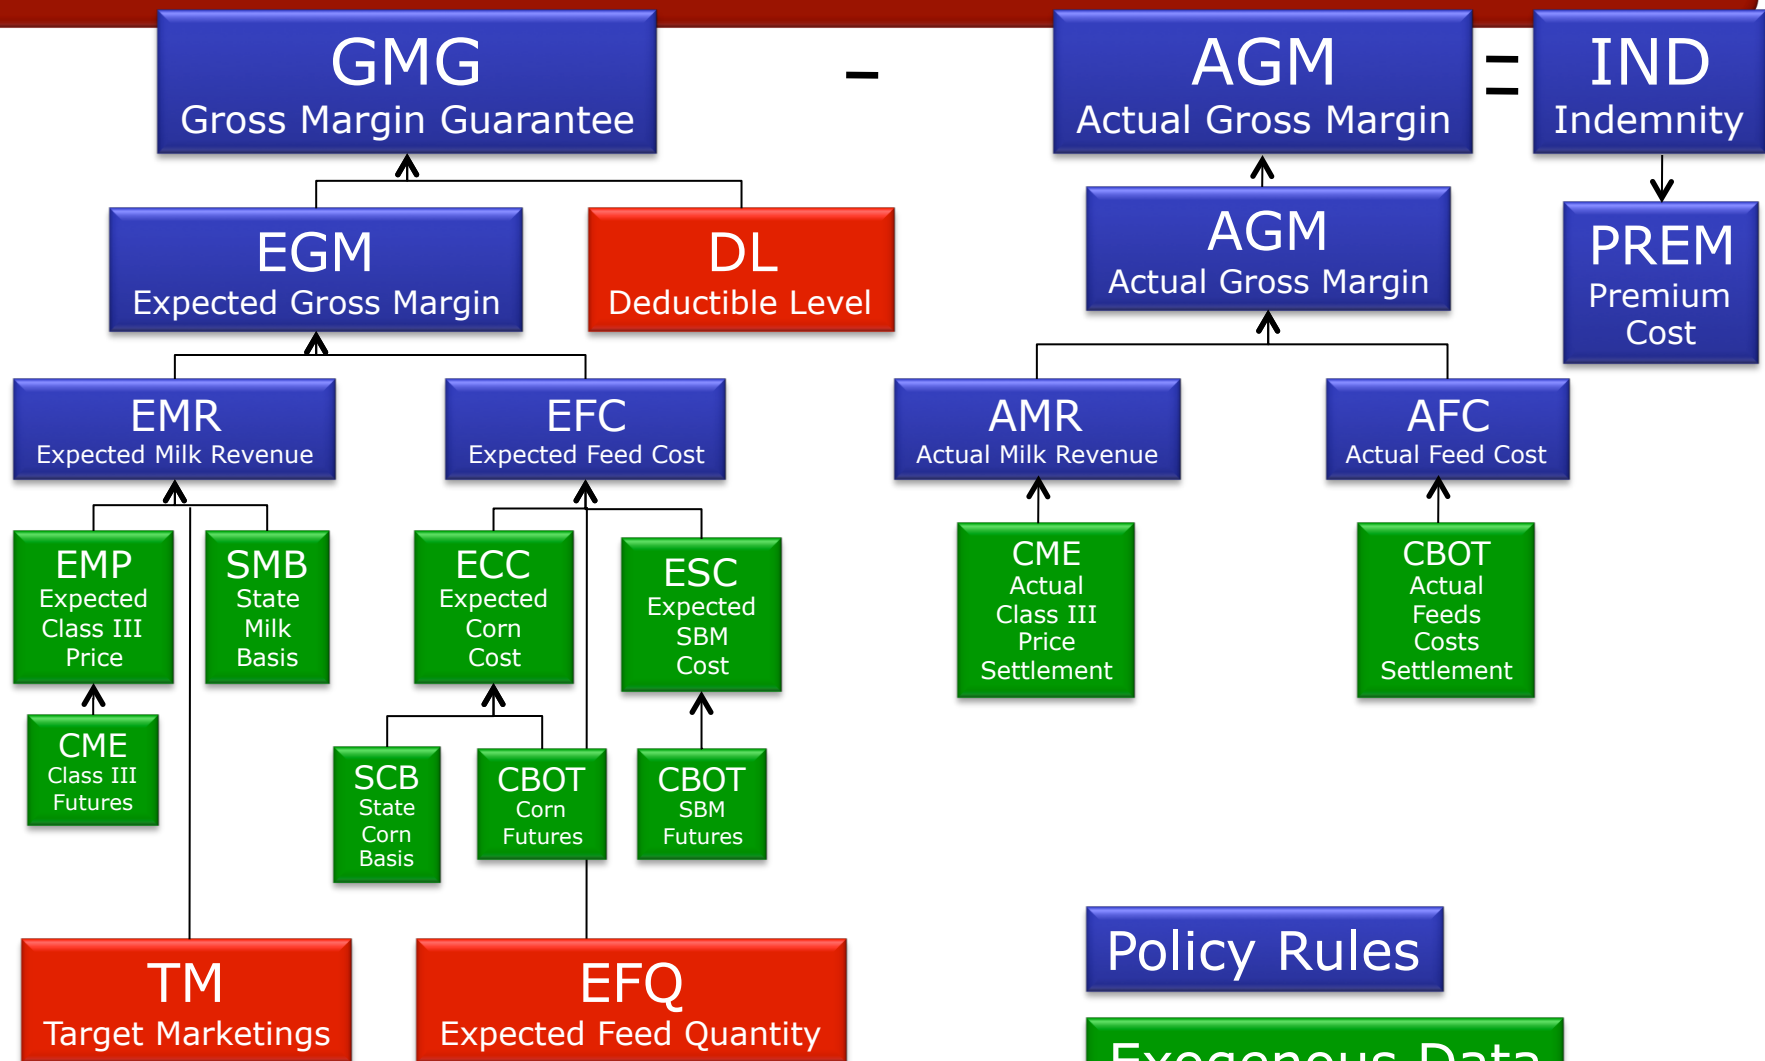 GMG
Gross Margin Guarantee
–
AGM
Actual Gross Margin
=
IND
Indemnity
EGM
Expected Gross Margin
DL
Deductible Level
AGM
Actual Gross Margin
PREM
Premium
Cost
EMR
Expected Milk Revenue
EFC
Expected Feed Cost
AMR
Actual Milk Revenue
AFC
Actual Feed Cost
EMP
Expected
Class III
Price
SMB
State
Milk
Basis
ECC
Expected
Corn
Cost
ESC
Expected
SBM
Cost
CME
Actual
Class III
Price
Settlement
CBOT
Actual
Feeds
Costs
Settlement
CME
Class III
Futures
SCB
State
Corn
Basis
CBOT
Corn
Futures
CBOT
SBM
Futures
TM
Target Marketings
EFQ
Expected Feed Quantity
Policy Rules
Exogenous Data